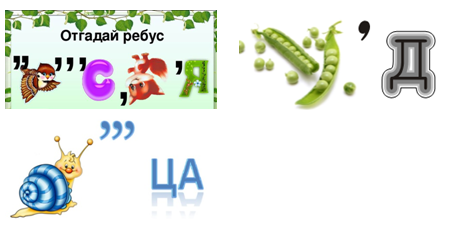 Отгадай ребус
,, ,,, С , ,Я
, Д
,,, ЦА